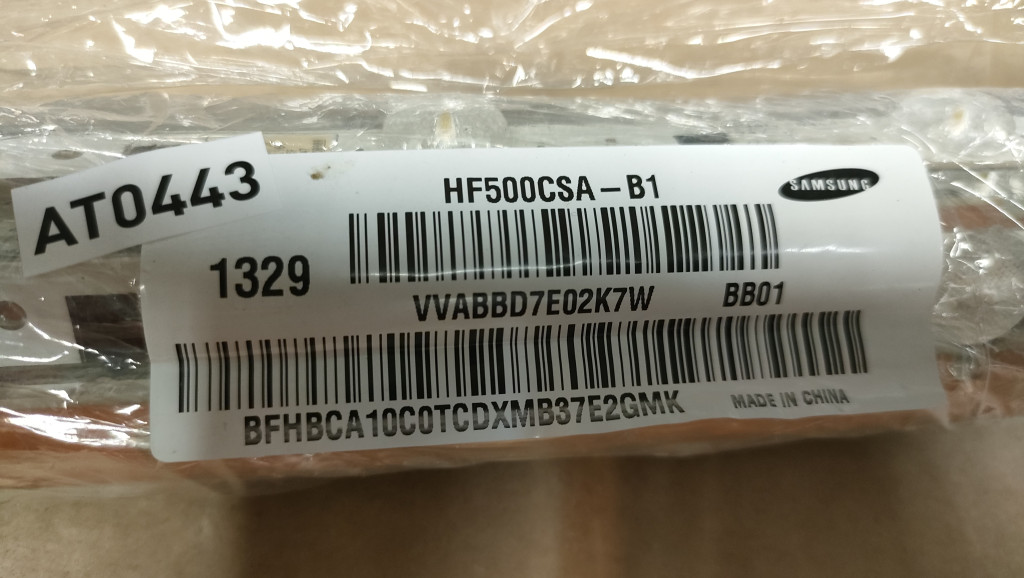 AT0443
HF500CSA-B1
SAMSUNG
1329
VVABBD7E02K7W
BB01
BFHBCA10C0TCDXMB37E2GMK
MADE IN CHINA